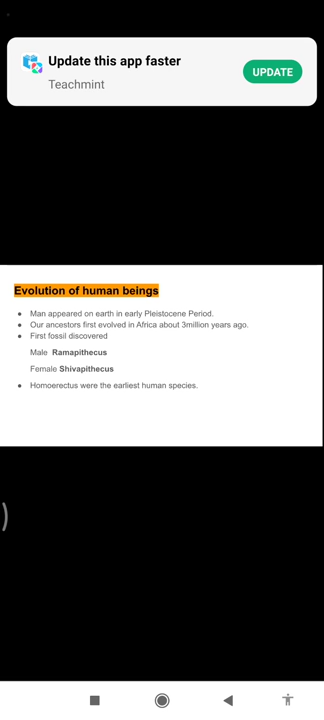 Update this app faster
Teachmint
UPDATE
Evolution of human beings
● Man appeared on earth in early Pleistocene Period.
● Our ancestors first evolved in Africa about 3million years ago.
● First fossil discovered
Male Ramapithecus
Female Shivapithecus
● Homoerectus were the earliest human species.